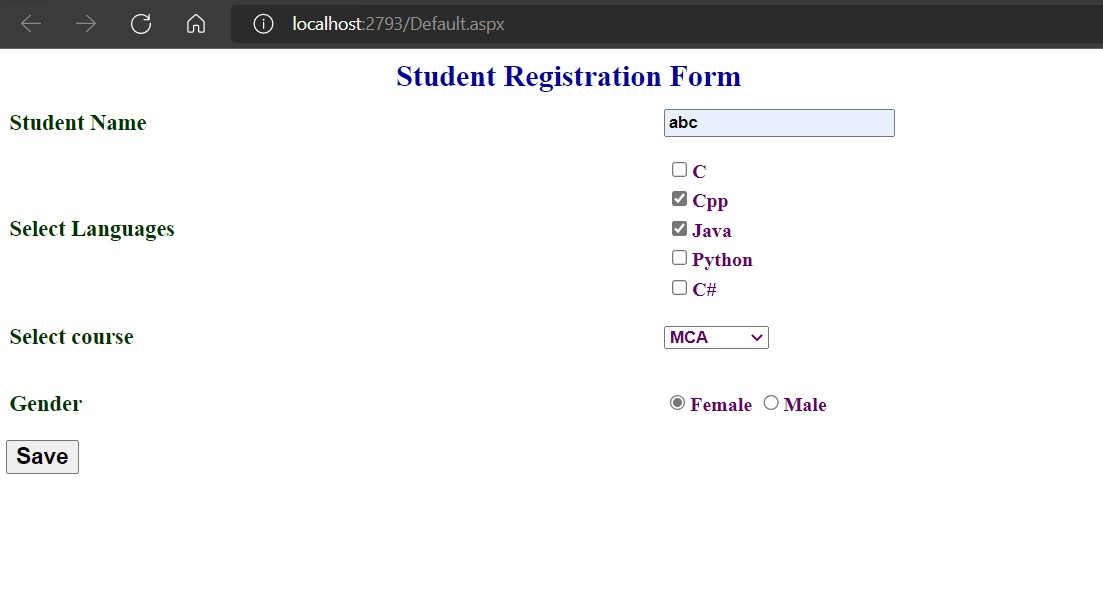 localhost:2793/Default.aspx
Student Registration Form
Student Name abc
C
Cpp
Select Languages Java
Python
C#
Select course MCA
Gender Female Male
Save